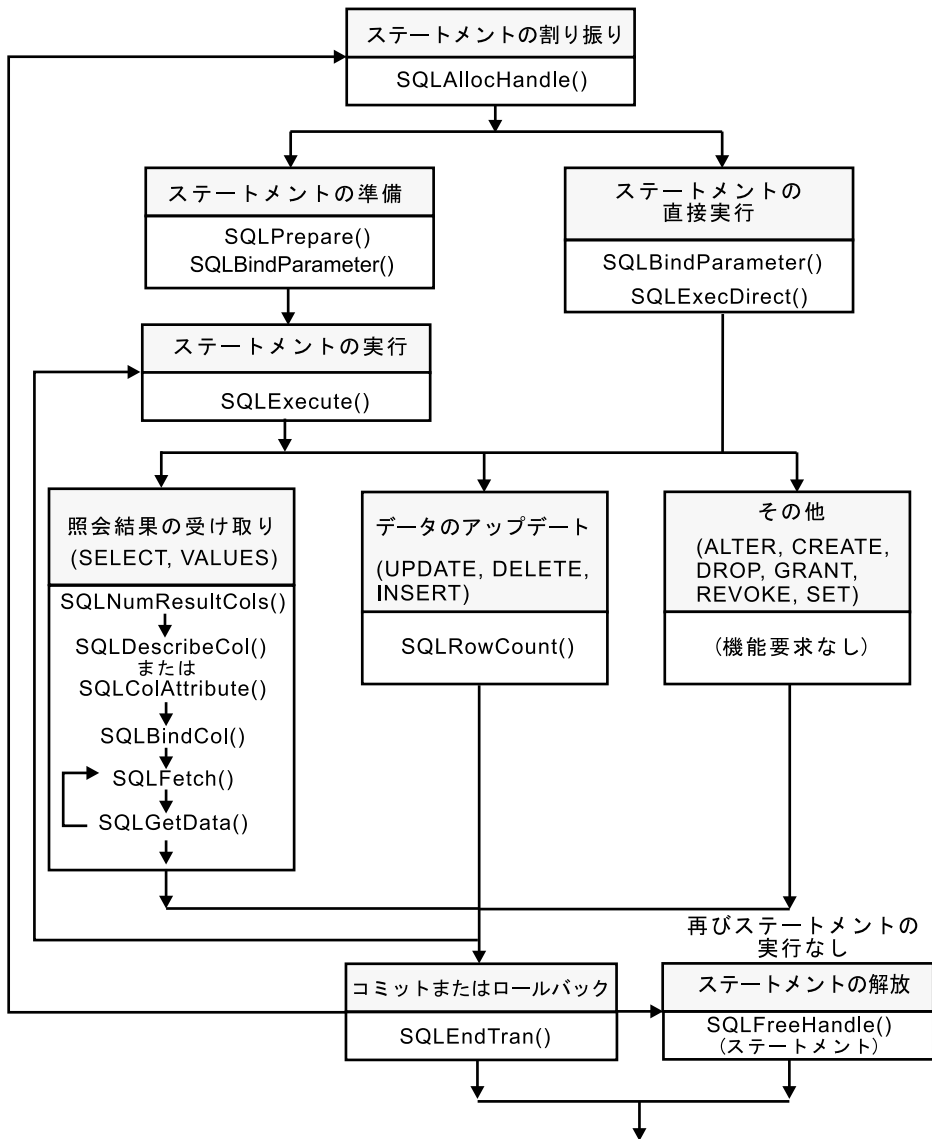 ステートメントの割り振り
SQLAllocHandle()
ステートメントの準備
SQLPrepare()
SQLBindParameter()
ステートメントの
直接実行
SQLBindParameter()
SQLExecDirect()
ステートメントの実行
SQLExecute()
照会結果の受け取り
(SELECT, VALUES)
SQLNumResultCols()
SQLDescribeCol()
または
SQLColAttribute()
SQLBindCol()
SQLFetch()
SQLGetData()
データのアップデート
(UPDATE, DELETE,
INSERT)
SQLRowCount()
その他
(ALTER, CREATE,
DROP, GRANT,
REVOKE, SET)
(機能要求なし)
再びステートメントの
実行なし
コミットまたはロールバック
SQLEndTran()
ステートメントの解放
SQLFreeHandle()
(ステートメント)